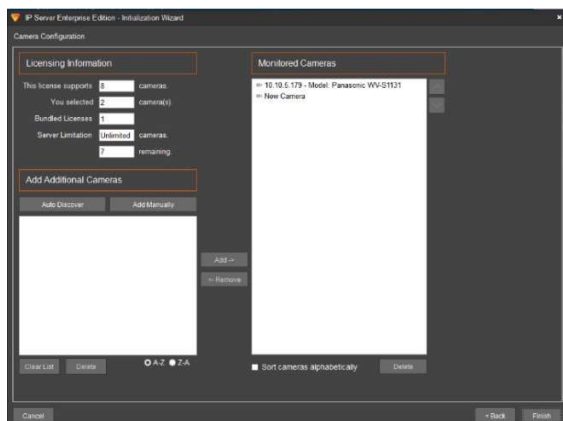 IP Server Enterprise Edition - Initialization Wizard
Camera Configuration
Licensing Information
This license supports 8 cameras.
You selected 2 camera(s).
Bundled Licenses 1
Server Limitation Unlimited cameras.
7 remaining.
Add Additional Cameras
Auto Discover Add Manually
Clear List Delete A-Z Z-A
Add ->
<- Remove
Monitored Cameras
10.10.5.179 - Model: Panasonic WV-S1131
New Camera
Sort cameras alphabetically Delete
Cancel < Back Finish